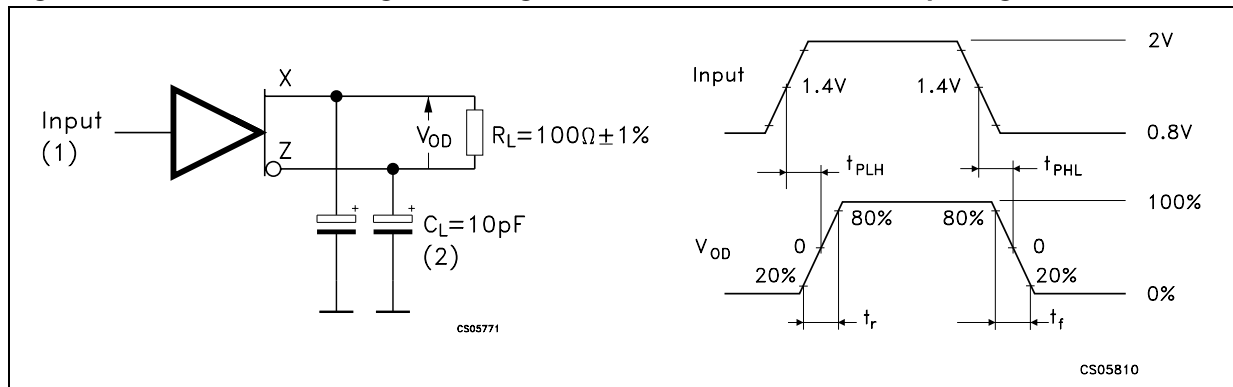 X
Input
(1)
V_OD
R_L=100Ω±1%
Z
C_L=10pF
(2)
CS05771
2V
Input
1.4V
1.4V
0.8V
t_PLH
t_PHL
100%
80%
80%
V_OD
0
0
20%
20%
0%
t_r
t_f
CS05810